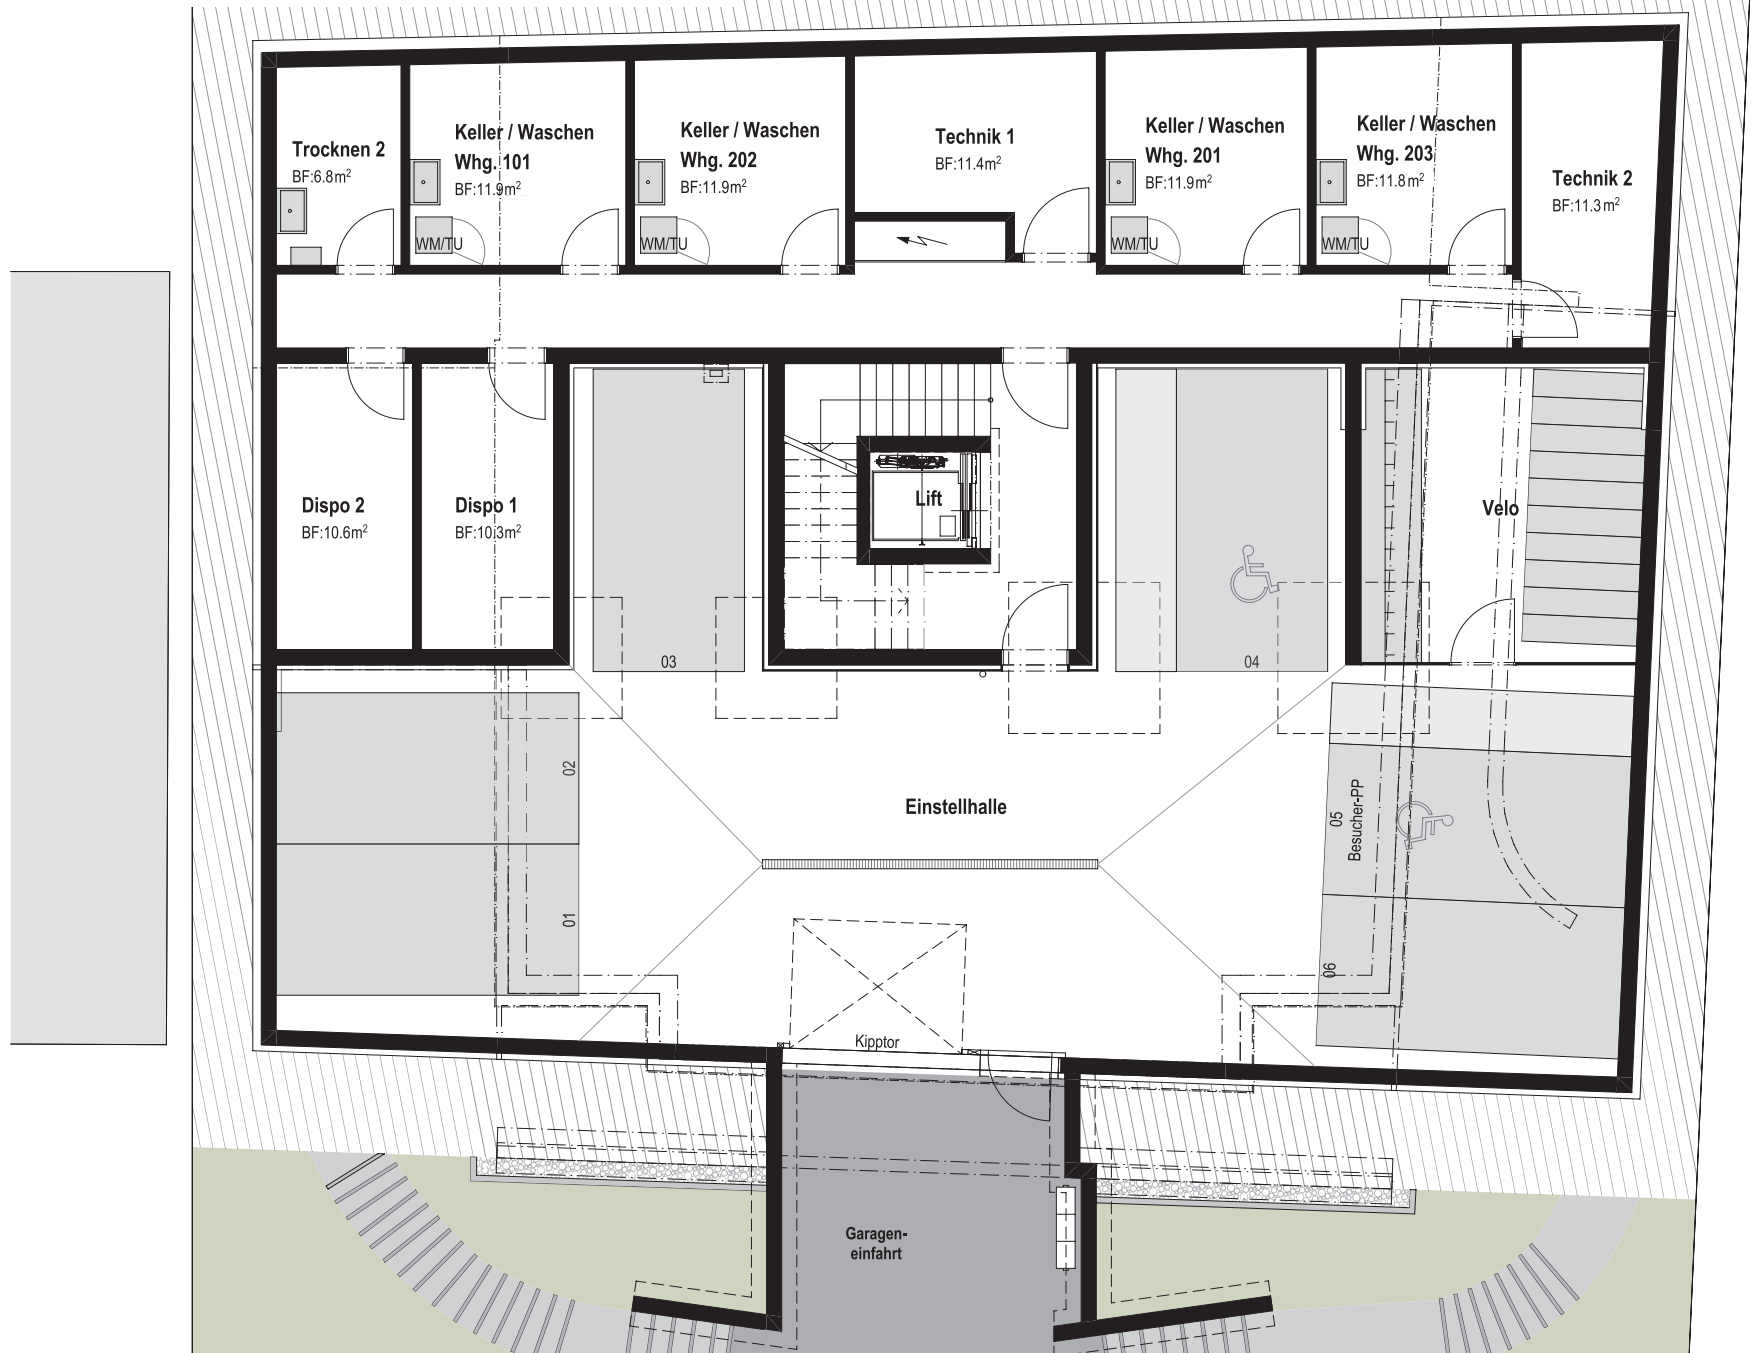 Trocknen 2
BF:6.8m²
Keller / Waschen
Whg. 101
BF:11.9m²
WM/TU
Keller / Waschen
Whg. 202
BF:11.9m²
WM/TU
Technik 1
BF:11.4m²
Keller / Waschen
Whg. 201
BF:11.9m²
WM/TU
Keller / Waschen
Whg. 203
BF:11.8m²
WM/TU
Technik 2
BF:11.3m²
Dispo 2
BF:10.6m²
Dispo 1
BF:10.3m²
03
Lift
04
Velo
02
01
Einstellhalle
05
Besucher-PP
06
Kipptor
Garagen-
einfahrt